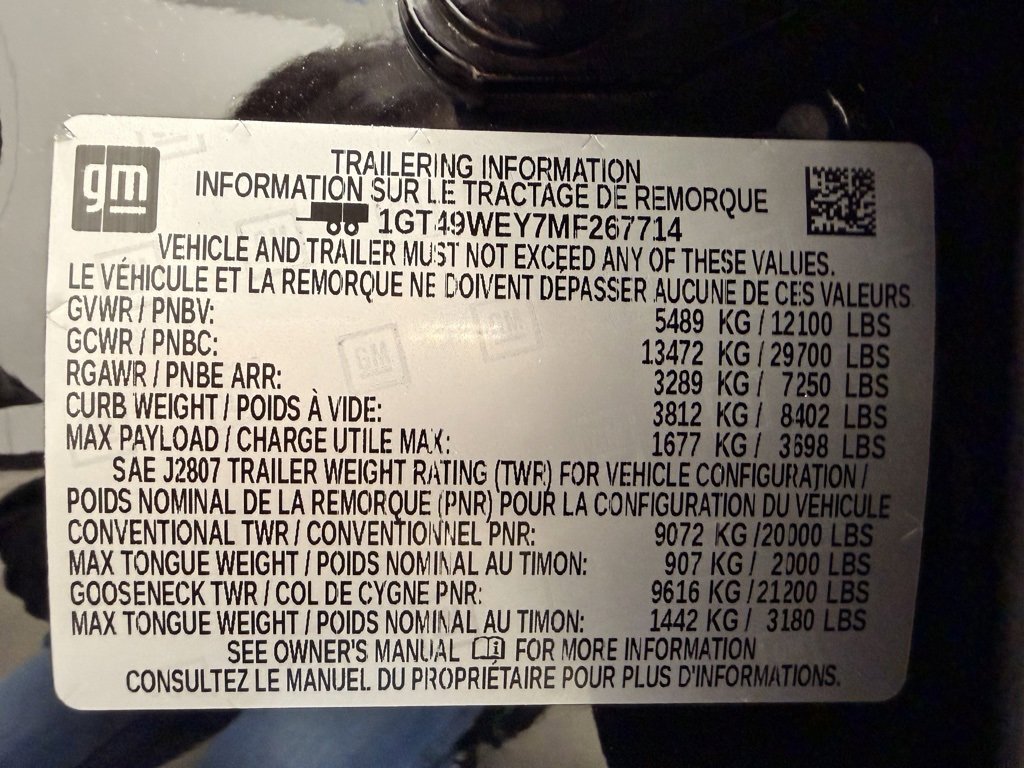 gm
TRAILERING INFORMATION
INFORMATION SUR LE TRACTAGE DE REMORQUE
1GT49WEY7MF267714
VEHICLE AND TRAILER MUST NOT EXCEED ANY OF THESE VALUES.
LE VÉHICULE ET LA REMORQUE NE DOIVENT DÉPASSER AUCUNE DE CES VALEURS
GVWR / PNBV: 5489 KG / 12100 LBS
GCWR / PNBC: 13472 KG / 29700 LBS
RGAWR / PNBE ARR: 3289 KG / 7250 LBS
CURB WEIGHT / POIDS À VIDE: 3812 KG / 8402 LBS
MAX PAYLOAD / CHARGE UTILE MAX: 1677 KG / 3698 LBS
SAE J2807 TRAILER WEIGHT RATING (TWR) FOR VEHICLE CONFIGURATION /
POIDS NOMINAL DE LA REMORQUE (PNR) POUR LA CONFIGURATION DU VÉHICULE
CONVENTIONAL TWR / CONVENTIONNEL PNR: 9072 KG /20000 LBS
MAX TONGUE WEIGHT / POIDS NOMINAL AU TIMON: 907 KG / 2000 LBS
GOOSENECK TWR / COL DE CYGNE PNR: 9616 KG /21200 LBS
MAX TONGUE WEIGHT / POIDS NOMINAL AU TIMON: 1442 KG / 3180 LBS
SEE OWNER'S MANUAL FOR MORE INFORMATION
CONSULTEZ LE MANUEL DU PROPRIÉTAIRE POUR PLUS D'INFORMATIONS.